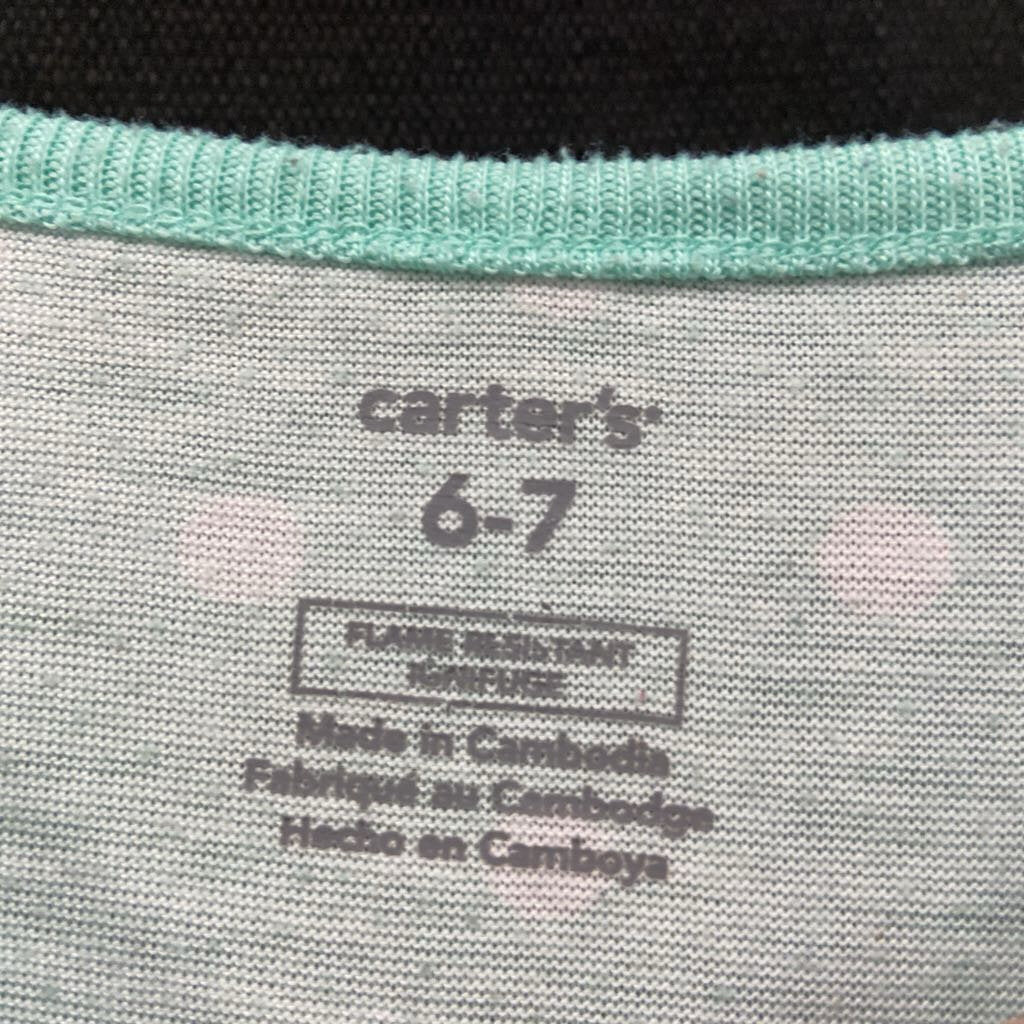 carter's
6-7
FLAME RESISTANT
IGNIFUGE
Made in Cambodia
Fabriqué au Cambodge
Hecho en Camboya